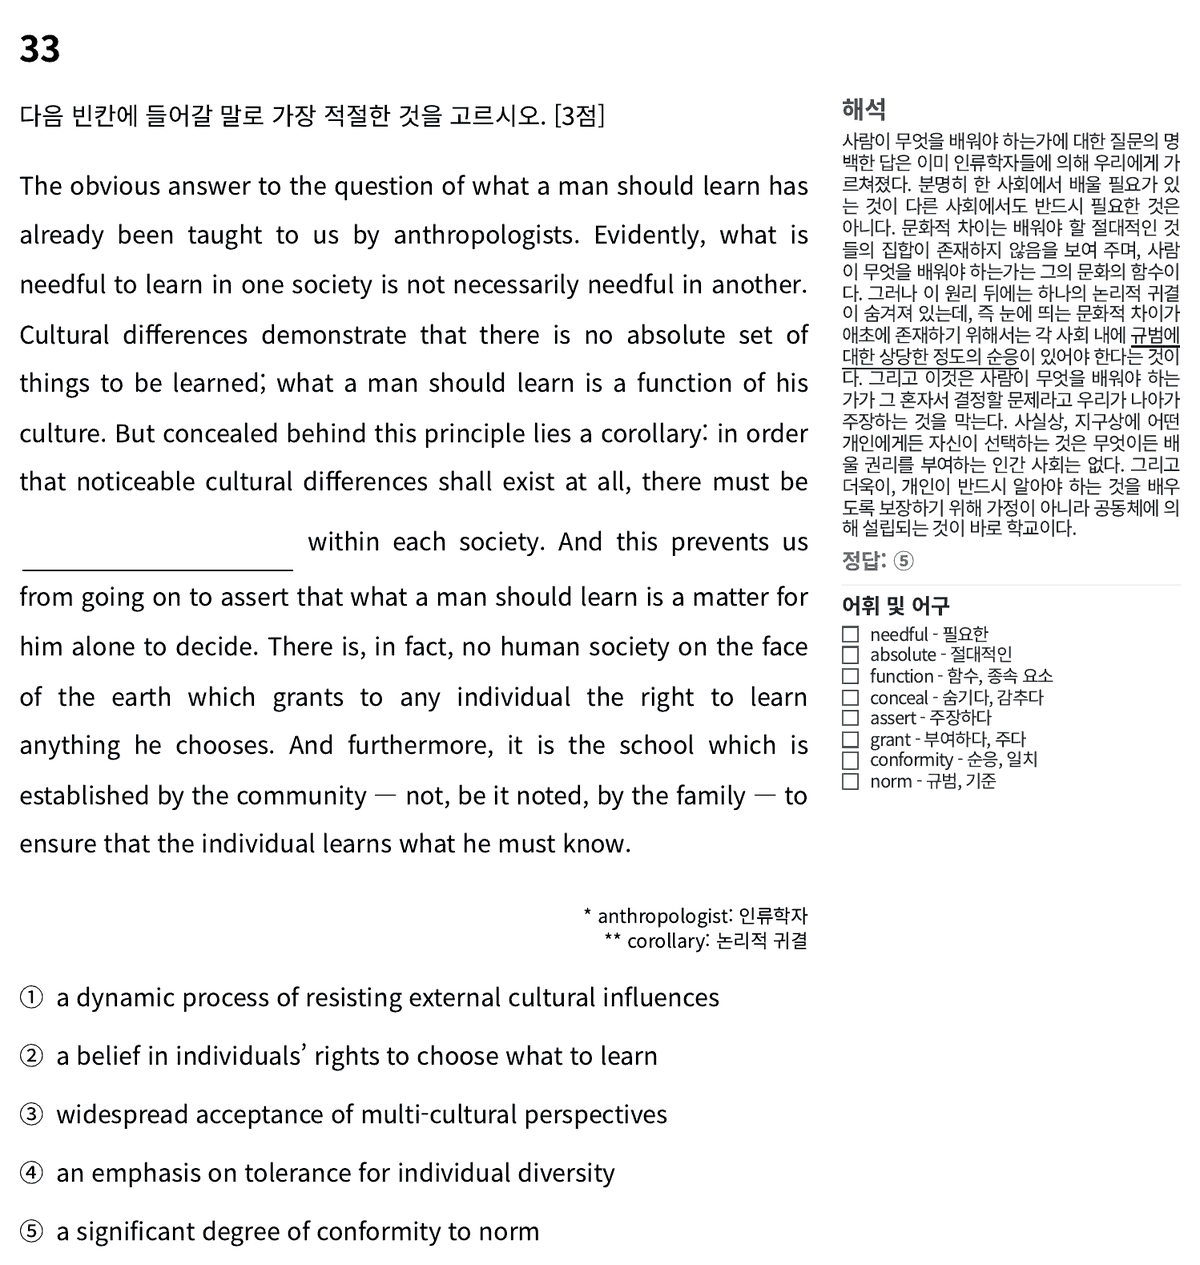 33
다음 빈칸에 들어갈 말로 가장 적절한 것을 고르시오. [3점]
The obvious answer to the question of what a man should learn has
already been taught to us by anthropologists. Evidently, what is
needful to learn in one society is not necessarily needful in another.
Cultural differences demonstrate that there is no absolute set of
things to be learned; what a man should learn is a function of his
culture. But concealed behind this principle lies a corollary: in order
that noticeable cultural differences shall exist at all, there must be
____________________ within each society. And this prevents us
from going on to assert that what a man should learn is a matter for
him alone to decide. There is, in fact, no human society on the face
of the earth which grants to any individual the right to learn
anything he chooses. And furthermore, it is the school which is
established by the community — not, be it noted, by the family — to
ensure that the individual learns what he must know.
* anthropologist: 인류학자
** corollary: 논리적 귀결
① a dynamic process of resisting external cultural influences
② a belief in individuals’ rights to choose what to learn
③ widespread acceptance of multi-cultural perspectives
④ an emphasis on tolerance for individual diversity
⑤ a significant degree of conformity to norm
해석
사람이 무엇을 배워야 하는가에 대한 질문의 명
백한 답은 이미 인류학자들에 의해 우리에게 가
르쳐졌다. 분명히 한 사회에서 배울 필요가 있
는 것이 다른 사회에서도 반드시 필요한 것은
아니다. 문화적 차이는 배워야 할 절대적인 것
들의 집합이 존재하지 않음을 보여 주며, 사람
이 무엇을 배워야 하는가는 그의 문화의 함수이
다. 그러나 이 원리 뒤에는 하나의 논리적 귀결
이 숨겨져 있는데, 즉 눈에 띄는 문화적 차이가
애초에 존재하기 위해서는 각 사회 내에 규범에
대한 상당한 정도의 순응이 있어야 한다는 것이
다. 그리고 이것은 사람이 무엇을 배워야 하는
가가 그 혼자서 결정할 문제라고 우리가 나아가
주장하는 것을 막는다. 사실상, 지구상에 어떤
개인에게든 자신이 선택하는 것은 무엇이든 배
울 권리를 부여하는 인간 사회는 없다. 그리고
더욱이, 개인이 반드시 알아야 하는 것을 배우
도록 보장하기 위해 가정이 아니라 공동체에 의
해 설립되는 것이 바로 학교이다.
정답: ⑤
어휘 및 어구
☐ needful - 필요한
☐ absolute - 절대적인
☐ function - 함수, 종속 요소
☐ conceal - 숨기다, 감추다
☐ assert - 주장하다
☐ grant - 부여하다, 주다
☐ conformity - 순응, 일치
☐ norm - 규범, 기준